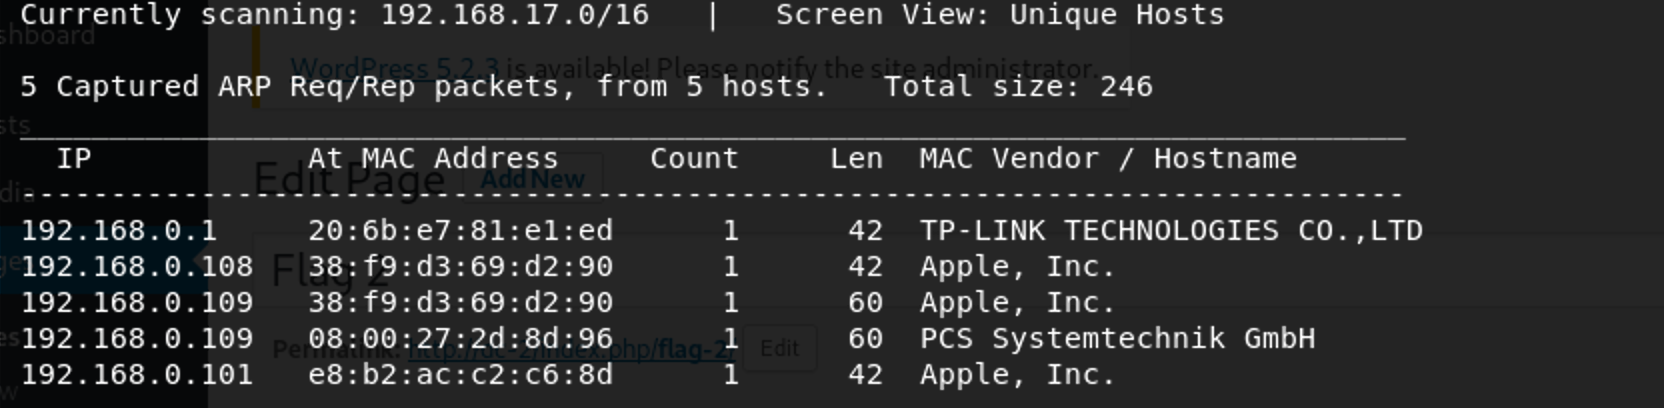 Currently scanning: 192.168.17.0/16   |   Screen View: Unique Hosts
shboard
WordPress 5.2.3 is available! Please notify the site administrator.
5 Captured ARP Req/Rep packets, from 5 hosts.   Total size: 246
sts
_____________________________________________________________________________
IP            At MAC Address     Count     Len  MAC Vendor / Hostname
Edit Page Add New
dia
-----------------------------------------------------------------------------
192.168.0.1     20:6b:e7:81:e1:ed      1      42  TP-LINK TECHNOLOGIES CO.,LTD
192.168.0.108   38:f9:d3:69:d2:90      1      42  Apple, Inc.
ge
Flag 2
192.168.0.109   38:f9:d3:69:d2:90      1      60  Apple, Inc.
192.168.0.109   08:00:27:2d:8d:96      1      60  PCS Systemtechnik GmbH
es
Permalink: http://dc-2/index.php/flag-2/ Edit
192.168.0.101   e8:b2:ac:c2:c6:8d      1      42  Apple, Inc.
w